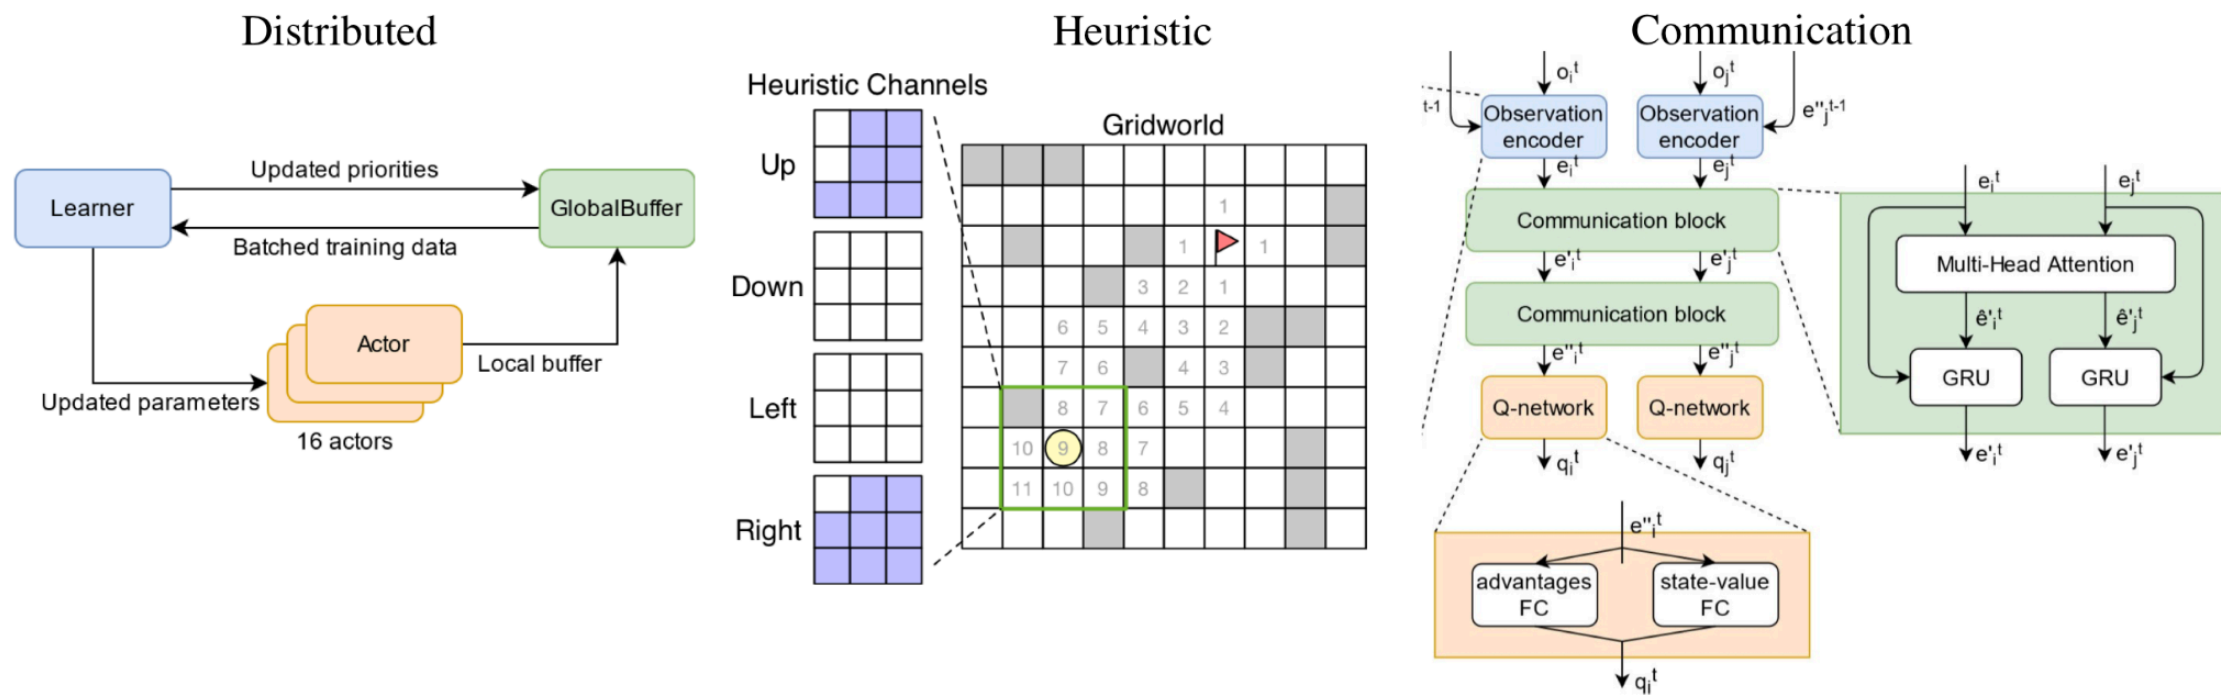 Distributed
Learner
Updated priorities
Batched training data
GlobalBuffer
Actor
Local buffer
Updated parameters
16 actors
Heuristic
Heuristic Channels
Up
Down
Left
Right
Gridworld
1
1 1
3 2 1
6 5 4 3 2
7 6 4 3
8 7 6 5 4
10 9 8 7
11 10 9 8
Communication
oᵢᵗ
oⱼᵗ
t-1
Observation
encoder
Observation
encoder
e''ⱼᵗ⁻¹
eᵢᵗ
eⱼᵗ
Communication block
e'ᵢᵗ
e'ⱼᵗ
Communication block
e''ᵢᵗ
e''ⱼᵗ
Q-network
Q-network
qᵢᵗ
qⱼᵗ
e''ᵢᵗ
advantages
FC
state-value
FC
qᵢᵗ
eᵢᵗ
eⱼᵗ
Multi-Head Attention
ê'ᵢᵗ
ê'ⱼᵗ
GRU
GRU
e'ᵢᵗ
e'ⱼᵗ